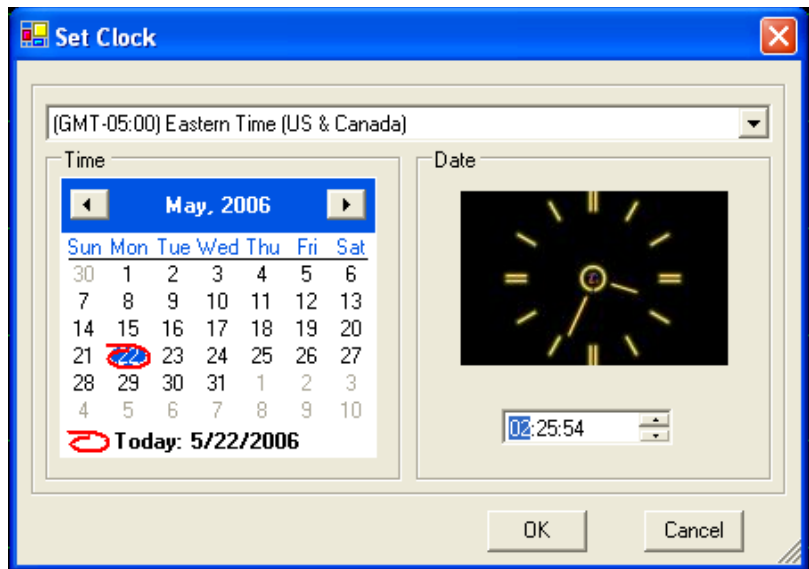 Set Clock
(GMT-05:00) Eastern Time (US & Canada)
Time
May, 2006
Sun Mon Tue Wed Thu Fri Sat
30 1 2 3 4 5 6
7 8 9 10 11 12 13
14 15 16 17 18 19 20
21 22 23 24 25 26 27
28 29 30 31 1 2 3
4 5 6 7 8 9 10
Today: 5/22/2006
Date
02:25:54
OK Cancel